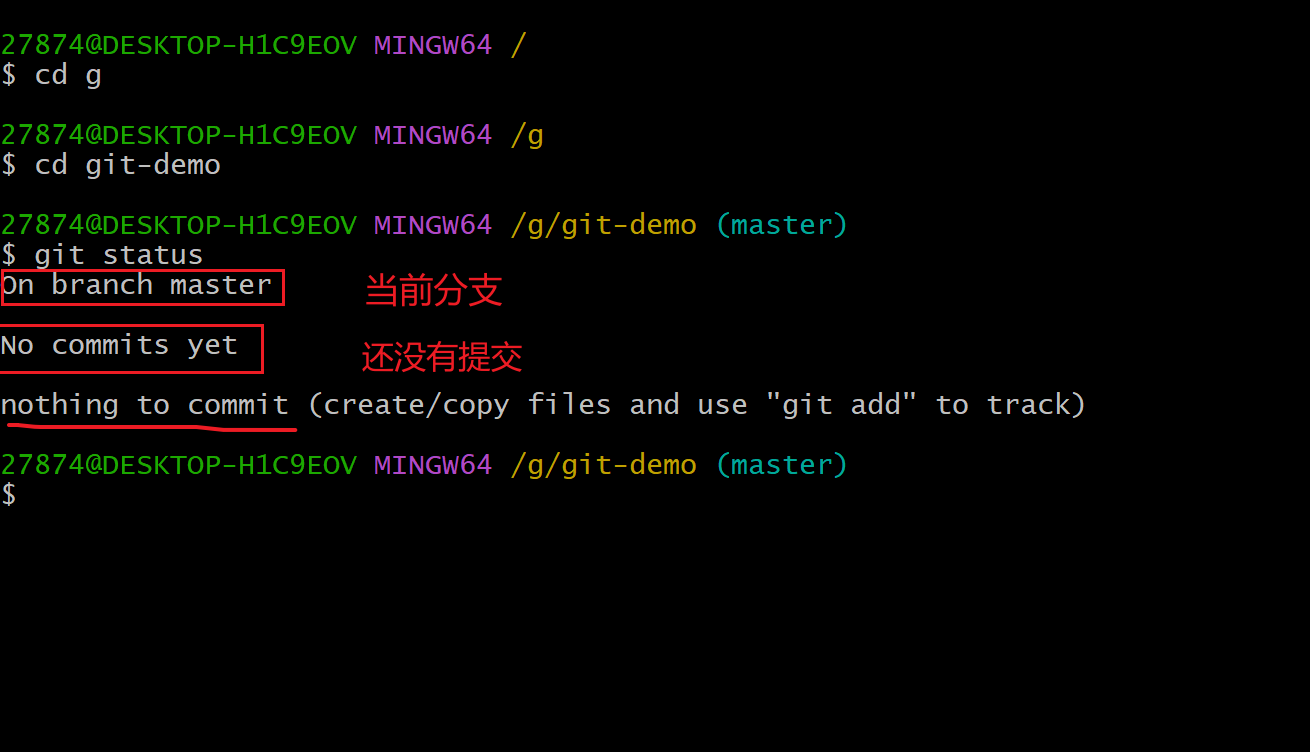 27874@DESKTOP-H1C9EOV MINGW64 /
$ cd g
27874@DESKTOP-H1C9EOV MINGW64 /g
$ cd git-demo
27874@DESKTOP-H1C9EOV MINGW64 /g/git-demo (master)
$ git status
On branch master 当前分支
No commits yet 还没有提交
nothing to commit (create/copy files and use "git add" to track)
27874@DESKTOP-H1C9EOV MINGW64 /g/git-demo (master)
$